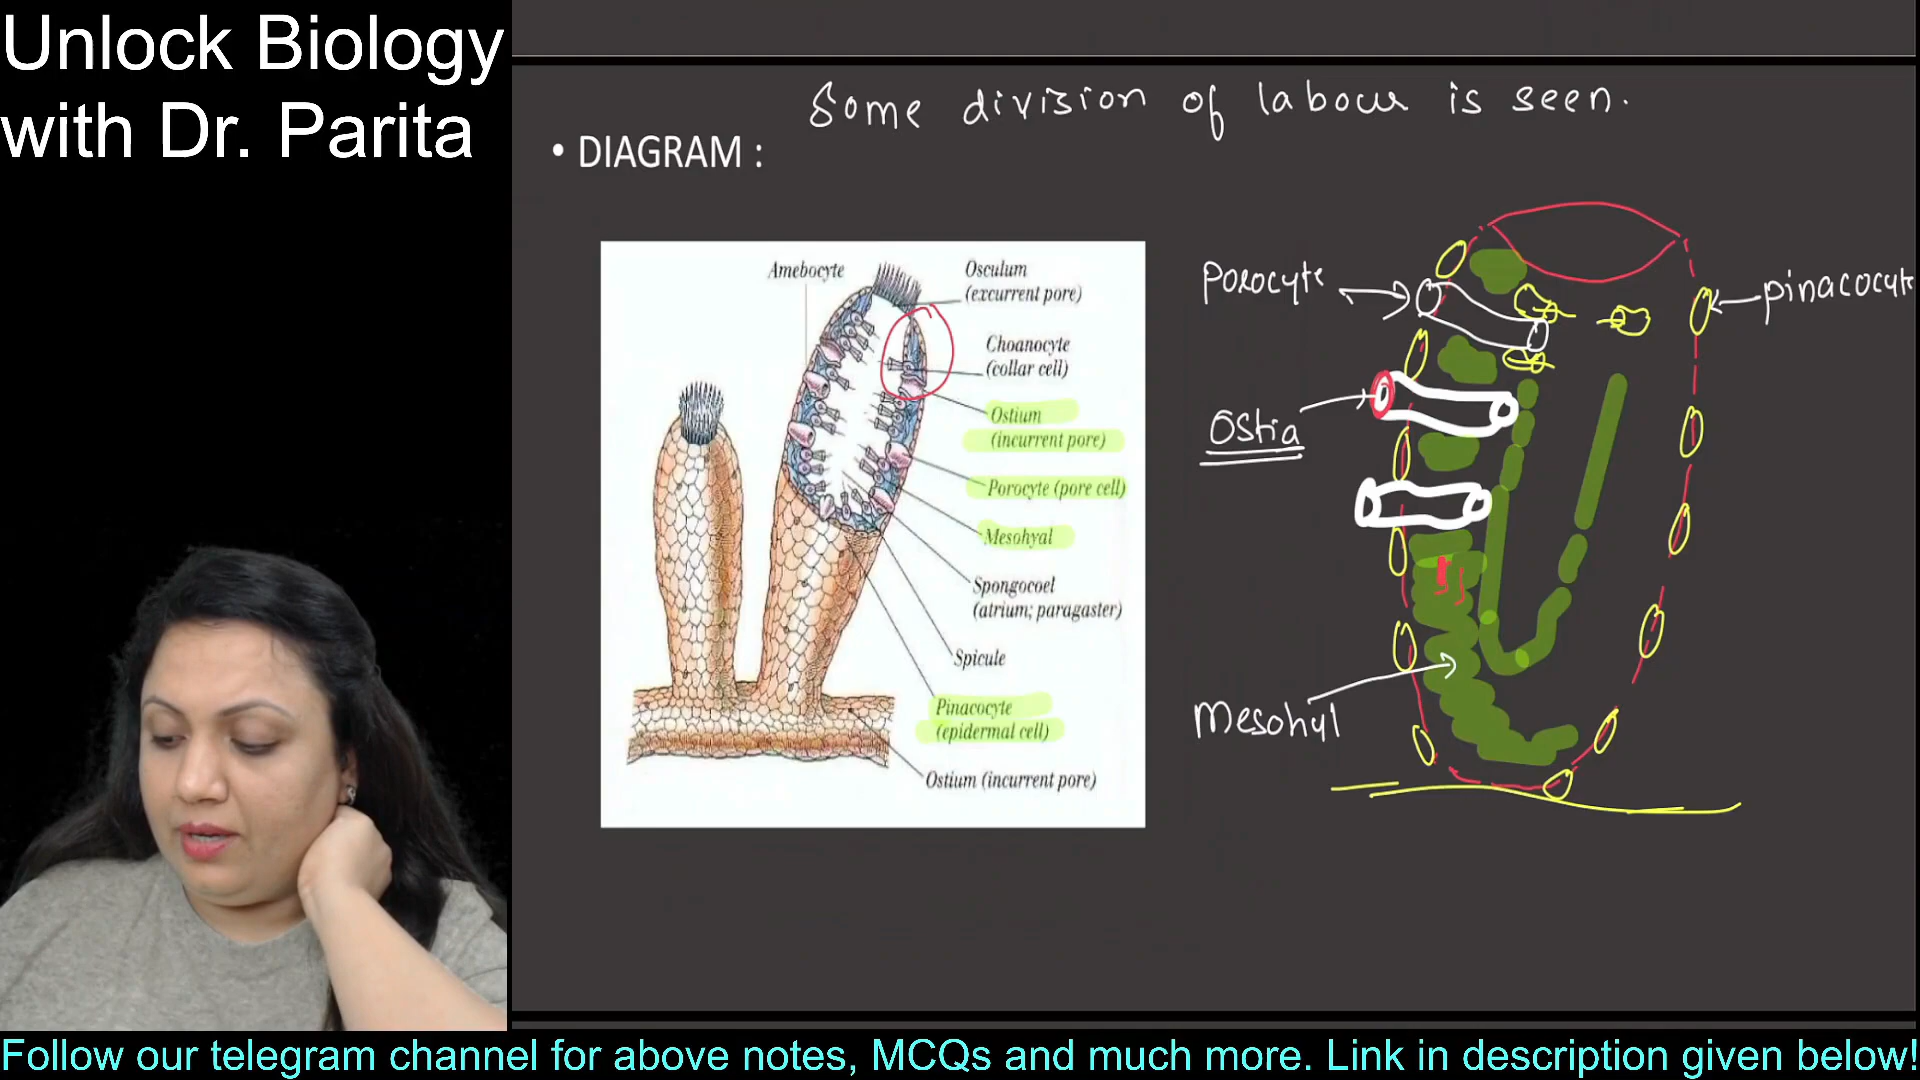 Unlock Biology
with Dr. Parita
Some division of labour is seen.
• DIAGRAM :
Amebocyte
Osculum
(excurrent pore)
Choanocyte
(collar cell)
Ostium
(incurrent pore)
Porocyte (pore cell)
Mesohyal
Spongocoel
(atrium; paragaster)
Spicule
Pinacocyte
(epidermal cell)
Ostium (incurrent pore)
Porocyte
Pinacocyte
Ostia
Mesohyl
Follow our telegram channel for above notes, MCQs and much more. Link in description given below!